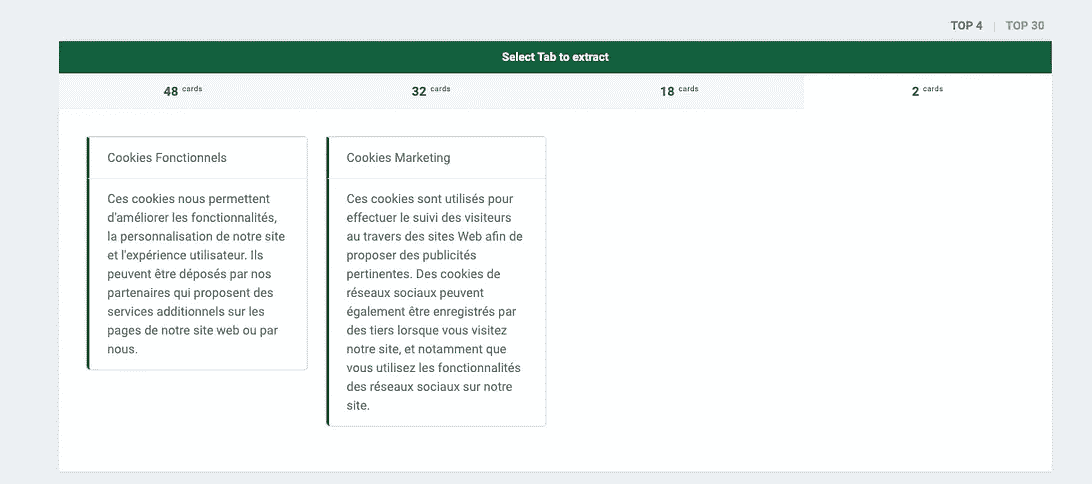 TOP 4 | TOP 30
Select Tab to extract
48 cards 32 cards 18 cards 2 cards
Cookies Fonctionnels
Ces cookies nous permettent
d'améliorer les fonctionnalités,
la personnalisation de notre site
et l'expérience utilisateur. Ils
peuvent être déposés par nos
partenaires qui proposent des
services additionnels sur les
pages de notre site web ou par
nous.
Cookies Marketing
Ces cookies sont utilisés pour
effectuer le suivi des visiteurs
au travers des sites Web afin de
proposer des publicités
pertinentes. Des cookies de
réseaux sociaux peuvent
également être enregistrés par
des tiers lorsque vous visitez
notre site, et notamment que
vous utilisez les fonctionnalités
des réseaux sociaux sur notre
site.